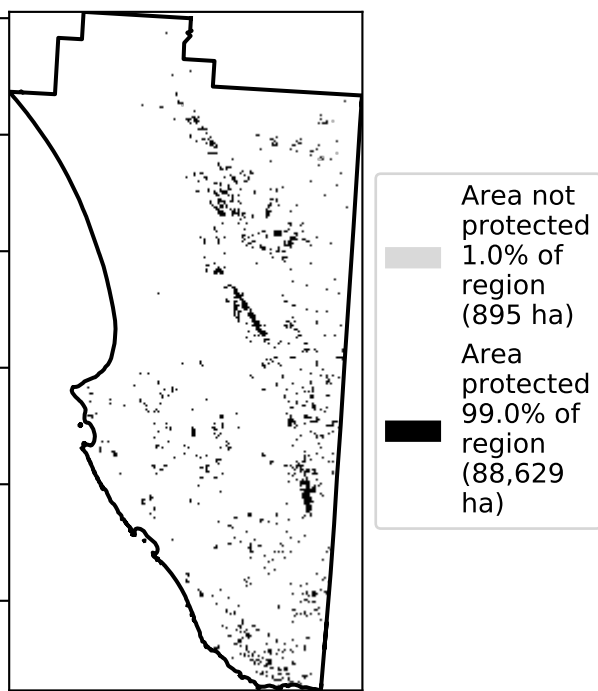 Area not
protected
1.0% of
region
(895 ha)
Area
protected
99.0% of
region
(88,629
ha)